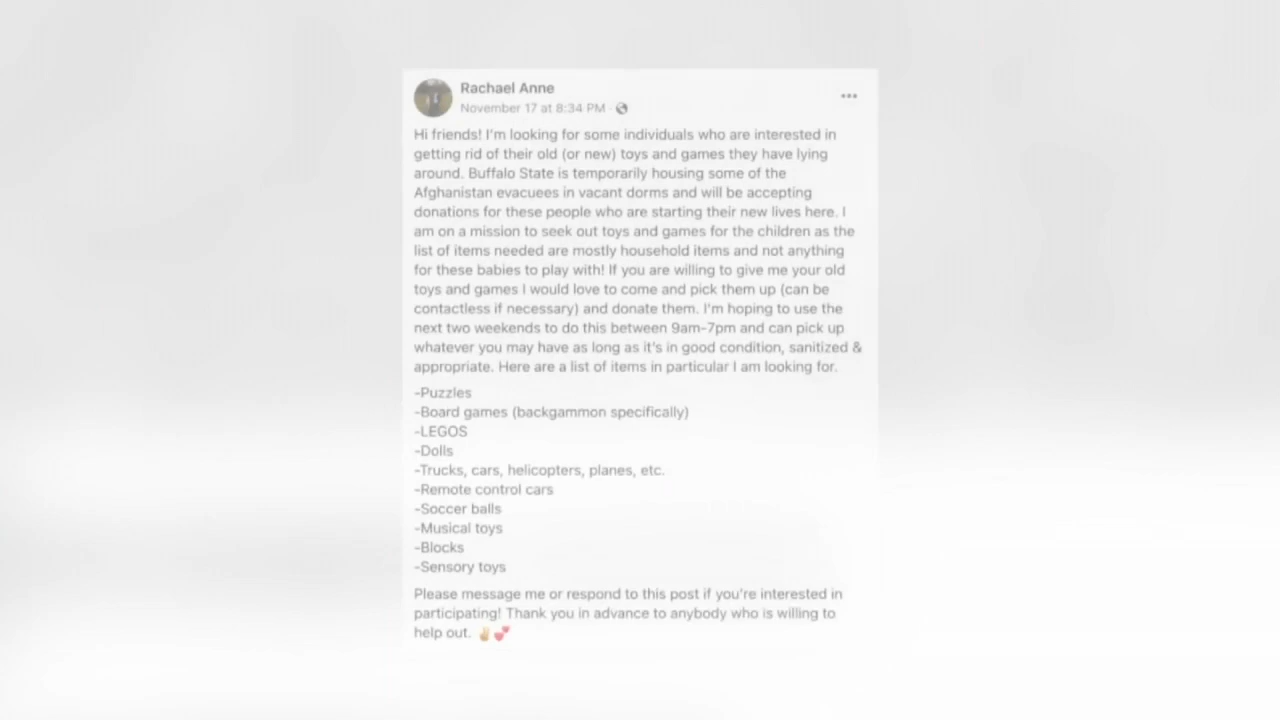 Rachael Anne
November 17 at 8:34 PM ·
Hi friends! I'm looking for some individuals who are interested in
getting rid of their old (or new) toys and games they have lying
around. Buffalo State is temporarily housing some of the
Afghanistan evacuees in vacant dorms and will be accepting
donations for these people who are starting their new lives here. I
am on a mission to seek out toys and games for the children as the
list of items needed are mostly household items and not anything
for these babies to play with! If you are willing to give me your old
toys and games I would love to come and pick them up (can be
contactless if necessary) and donate them. I'm hoping to use the
next two weekends to do this between 9am-7pm and can pick up
whatever you may have as long as it's in good condition, sanitized &
appropriate. Here are a list of items in particular I am looking for.
-Puzzles
-Board games (backgammon specifically)
-LEGOS
-Dolls
-Trucks, cars, helicopters, planes, etc.
-Remote control cars
-Soccer balls
-Musical toys
-Blocks
-Sensory toys
Please message me or respond to this post if you're interested in
participating! Thank you in advance to anybody who is willing to
help out. ✌🏼💕